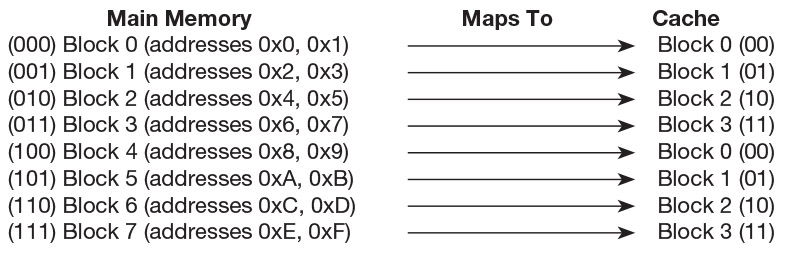 Main Memory Maps To Cache
(000) Block 0 (addresses 0x0, 0x1) Block 0 (00)
(001) Block 1 (addresses 0x2, 0x3) Block 1 (01)
(010) Block 2 (addresses 0x4, 0x5) Block 2 (10)
(011) Block 3 (addresses 0x6, 0x7) Block 3 (11)
(100) Block 4 (addresses 0x8, 0x9) Block 0 (00)
(101) Block 5 (addresses 0xA, 0xB) Block 1 (01)
(110) Block 6 (addresses 0xC, 0xD) Block 2 (10)
(111) Block 7 (addresses 0xE, 0xF) Block 3 (11)